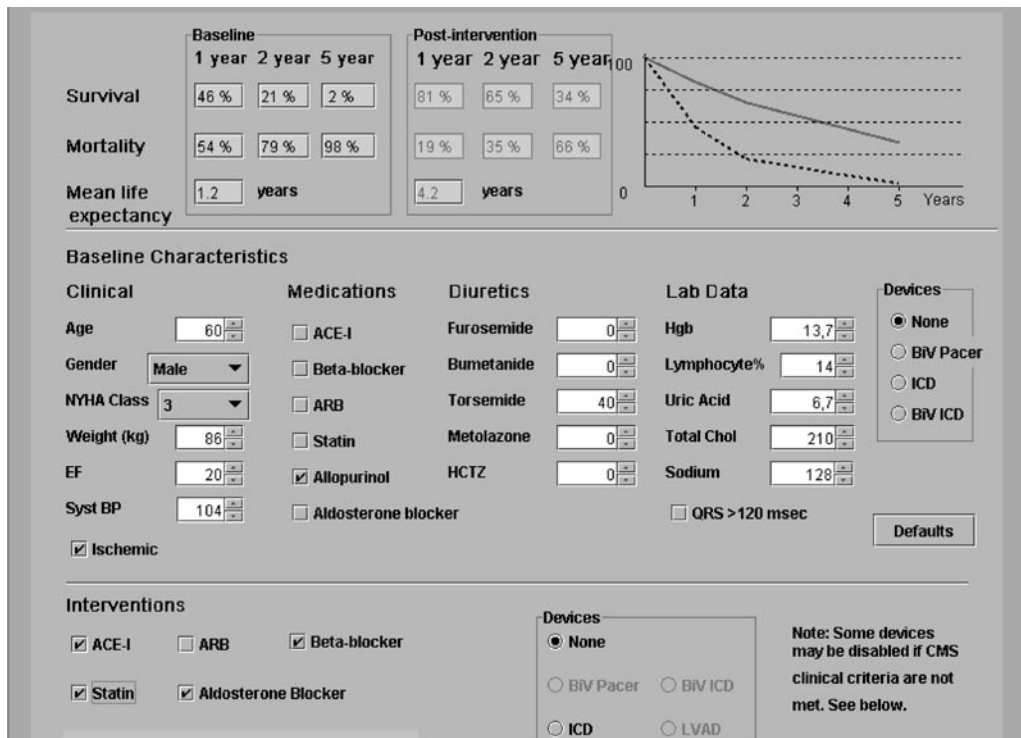 Baseline Post-intervention
1 year 2 year 5 year 1 year 2 year 5 year
100
Survival 46 % 21 % 2 % 81 % 65 % 34 %
Mortality 54 % 79 % 98 % 19 % 35 % 66 %
Mean life 1.2 years 4.2 years
expectancy
0
1 2 3 4 5 Years
Baseline Characteristics
Clinical Medications Diuretics Lab Data Devices
Age 60 ACE-I Furosemide 0 Hgb 13,7 None
Gender Male Beta-blocker Bumetanide 0 Lymphocyte% 14 BiV Pacer
NYHA Class 3 ARB Torsemide 40 Uric Acid 6,7 ICD
Weight (kg) 86 Statin Metolazone 0 Total Chol 210 BiV ICD
EF 20 Allopurinol HCTZ 0 Sodium 128
Syst BP 104 Aldosterone blocker QRS >120 msec
Defaults
Ischemic
Interventions
Devices
ACE-I ARB Beta-blocker None
Statin Aldosterone Blocker BiV Pacer BiV ICD
ICD LVAD
Note: Some devices
may be disabled if CMS
clinical criteria are not
met. See below.